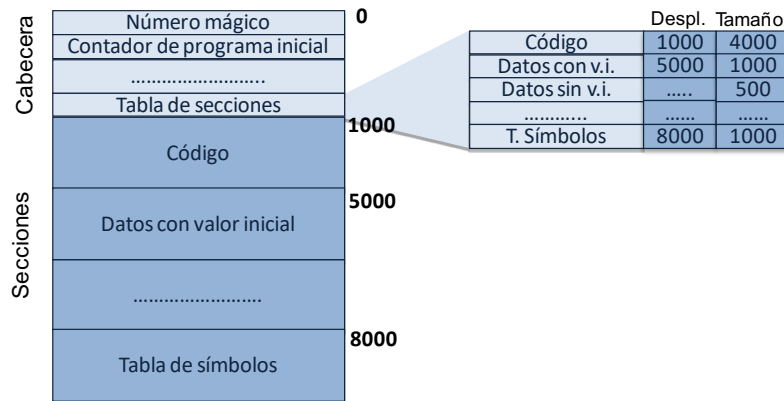 Cabecera
Número mágico
Contador de programa inicial
……………………..
Tabla de secciones
0
1000
Secciones
Código
5000
Datos con valor inicial
…………………….
8000
Tabla de símbolos
Despl. Tamaño
Código 1000 4000
Datos con v.i. 5000 1000
Datos sin v.i. ….. 500
………... …... …...
T. Símbolos 8000 1000